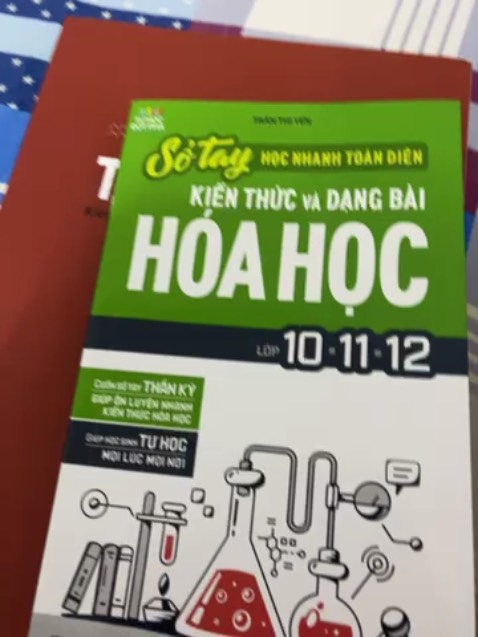 TRẦN THỊ YẾN
Sổ tay HỌC NHANH TOÀN DIỆN
KIẾN THỨC VÀ DẠNG BÀI
HÓA HỌC
LỚP 10 - 11 - 12
CUỐN SỔ TAY THẦN KỲ
GIÚP ÔN LUYỆN NHANH
KIẾN THỨC HÓA HỌC
GIÚP HỌC SINH TỰ HỌC
MỌI LÚC MỌI NƠI